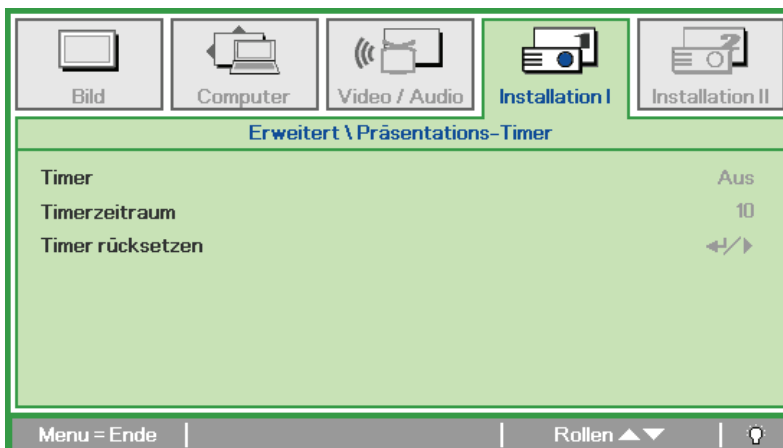 Bild
Computer
Video / Audio
Installation I
Installation II
Erweitert \ Präsentations-Timer
Timer Aus
Timerzeitraum 10
Timer rücksetzen ↵/▶
Menu = Ende
Rollen ▲▼